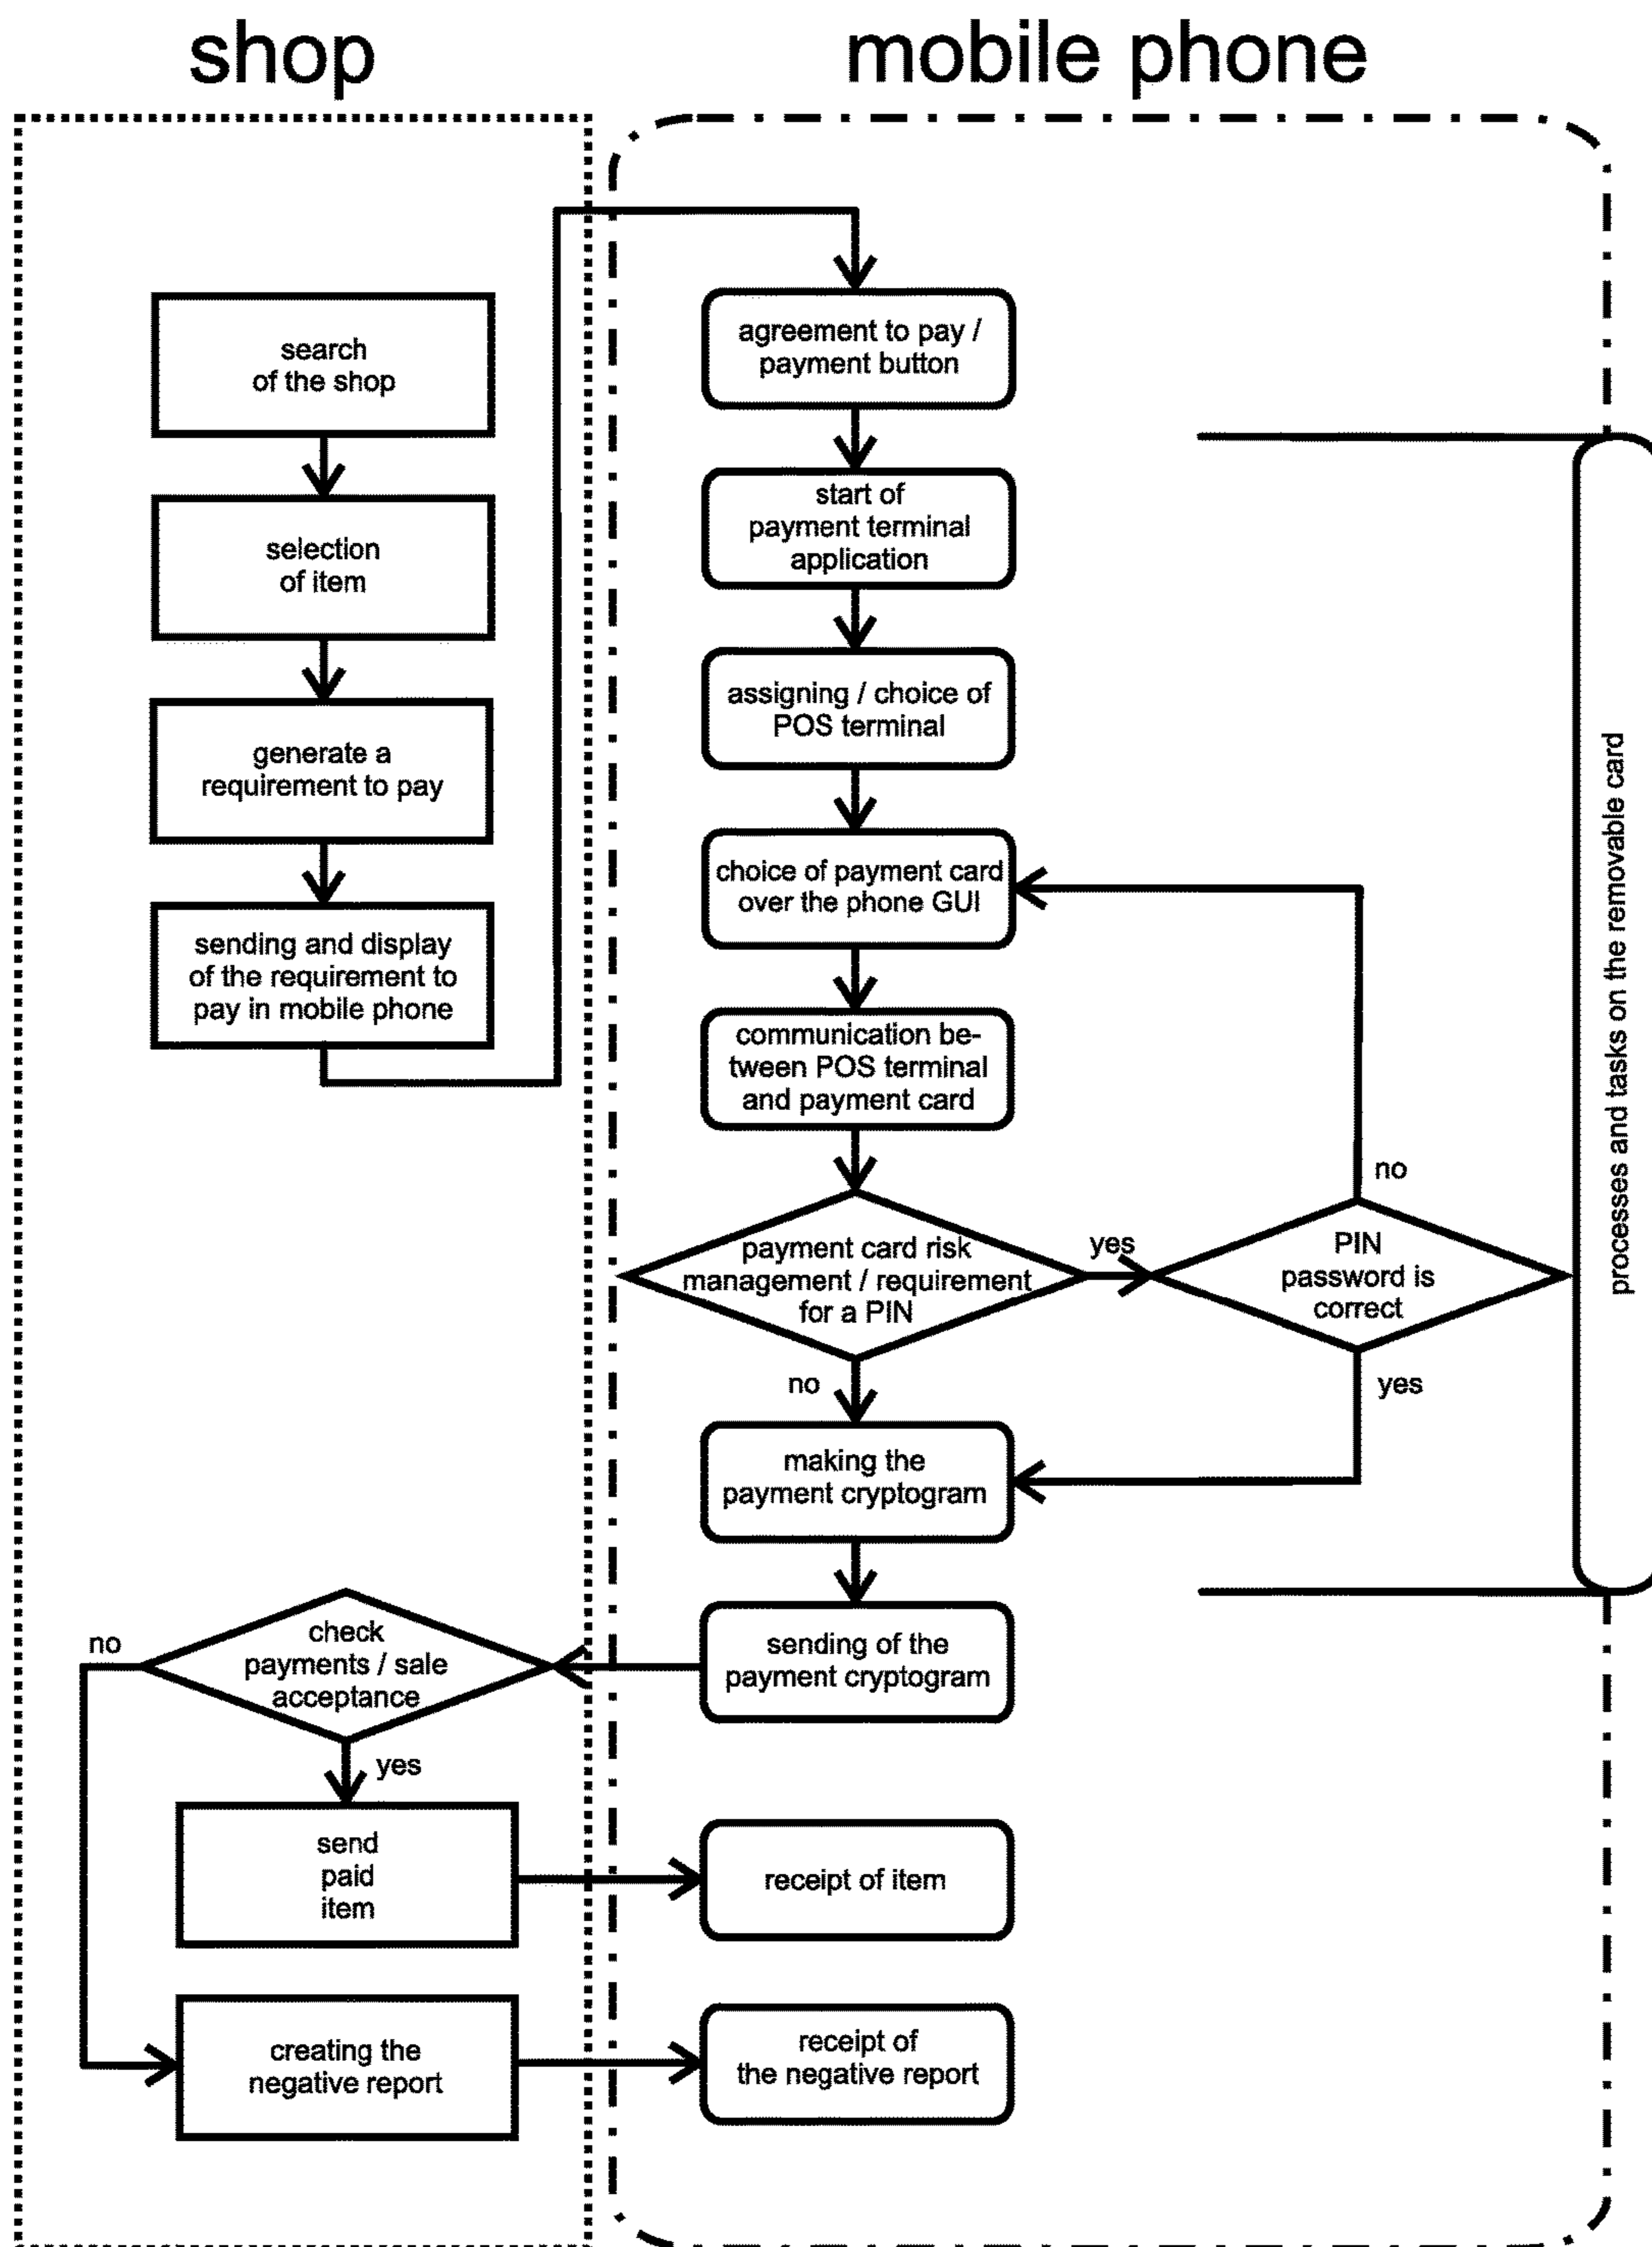 shop
mobile phone
search
of the shop
selection
of item
generate a
requirement to pay
sending and display
of the requirement to
pay in mobile phone
agreement to pay /
payment button
start of
payment terminal
application
assigning / choice of
POS terminal
choice of payment card
over the phone GUI
communication be-
tween POS terminal
and payment card
payment card risk
management / requirement
for a PIN
yes
no
PIN
password is
correct
no
yes
processes and tasks on the removable card
making the
payment cryptogram
sending of the
payment cryptogram
check
payments / sale
acceptance
no
yes
send
paid
item
receipt of item
creating the
negative report
receipt of
the negative report